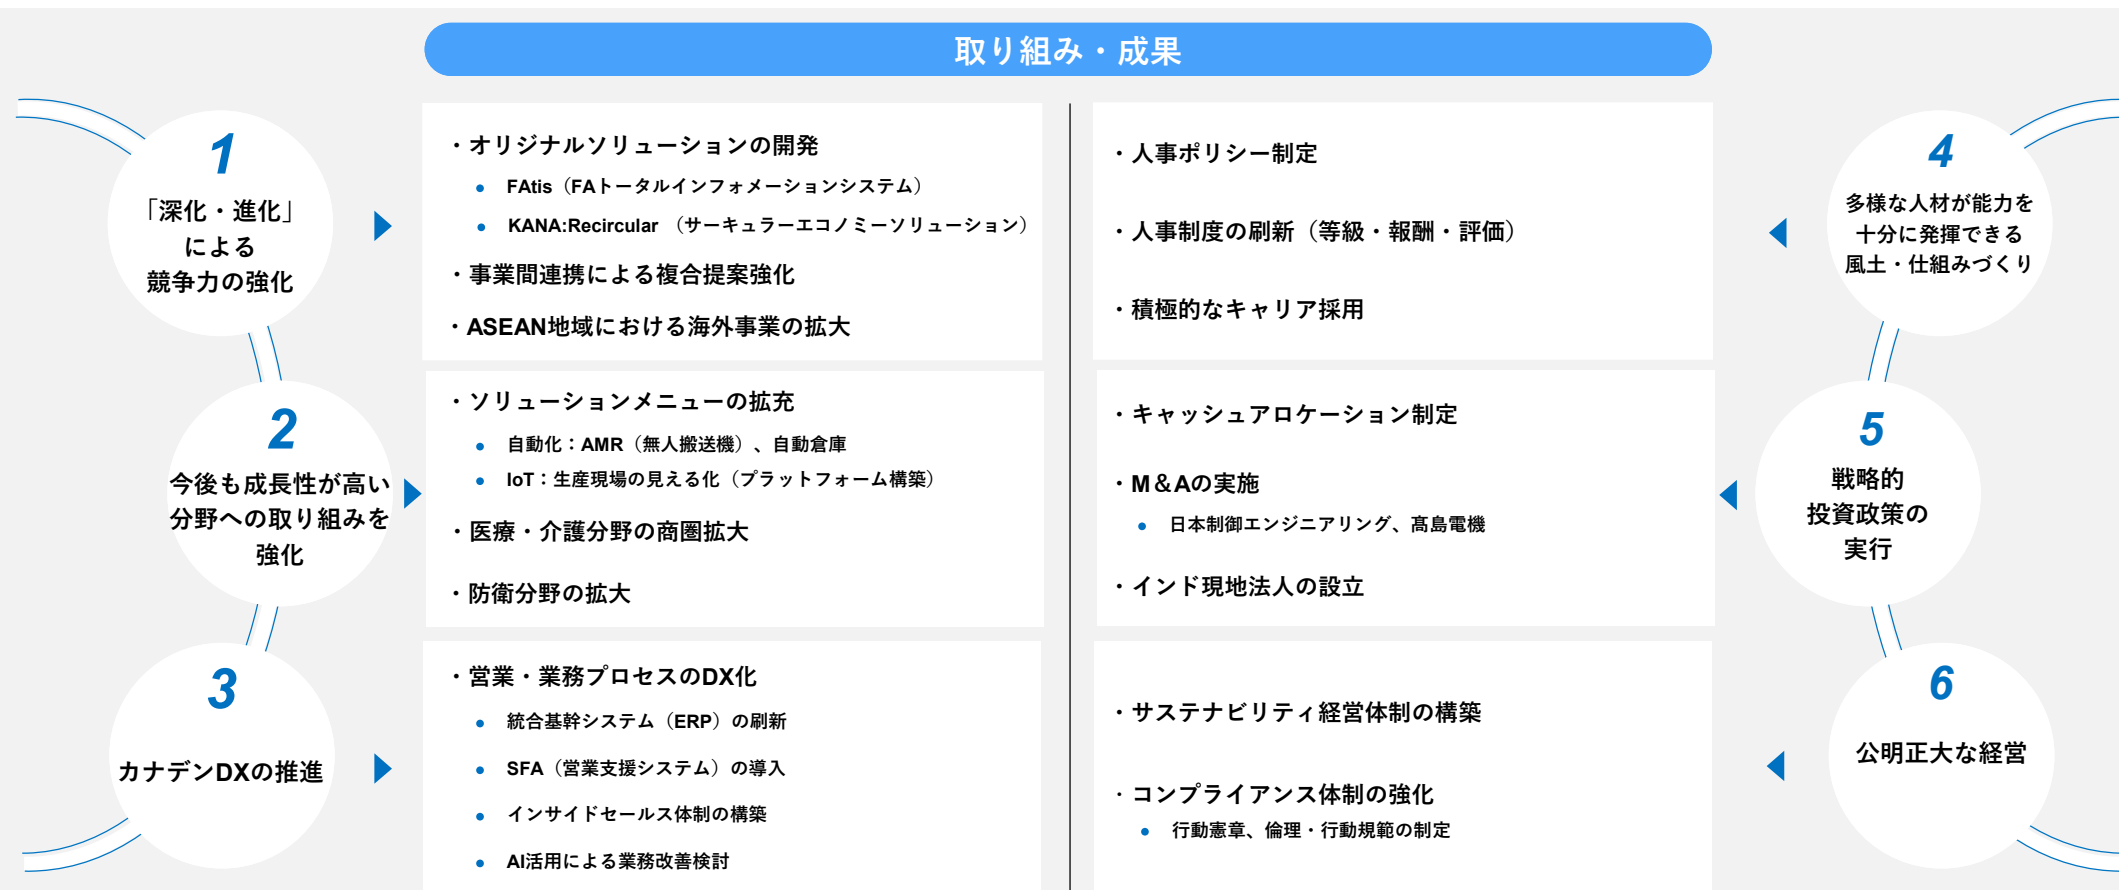 取り組み・成果
1
「深化・進化」
による
競争力の強化
・オリジナルソリューションの開発
● FAtis（FAトータルインフォメーションシステム）
● KANA:Recircular （サーキュラーエコノミーソリューション）
・事業間連携による複合提案強化
・ASEAN地域における海外事業の拡大
2
今後も成長性が高い
分野への取り組みを
強化
・ソリューションメニューの拡充
● 自動化：AMR（無人搬送機）、自動倉庫
● IoT：生産現場の見える化（プラットフォーム構築）
・医療・介護分野の商圏拡大
・防衛分野の拡大
3
カナデンDXの推進
・営業・業務プロセスのDX化
● 統合基幹システム（ERP）の刷新
● SFA（営業支援システム）の導入
● インサイドセールス体制の構築
● AI活用による業務改善検討
4
多様な人材が能力を
十分に発揮できる
風土・仕組みづくり
・人事ポリシー制定
・人事制度の刷新（等級・報酬・評価）
・積極的なキャリア採用
5
戦略的
投資政策の
実行
・キャッシュアロケーション制定
・M＆Aの実施
● 日本制御エンジニアリング、髙島電機
・インド現地法人の設立
6
公明正大な経営
・サステナビリティ経営体制の構築
・コンプライアンス体制の強化
● 行動憲章、倫理・行動規範の制定